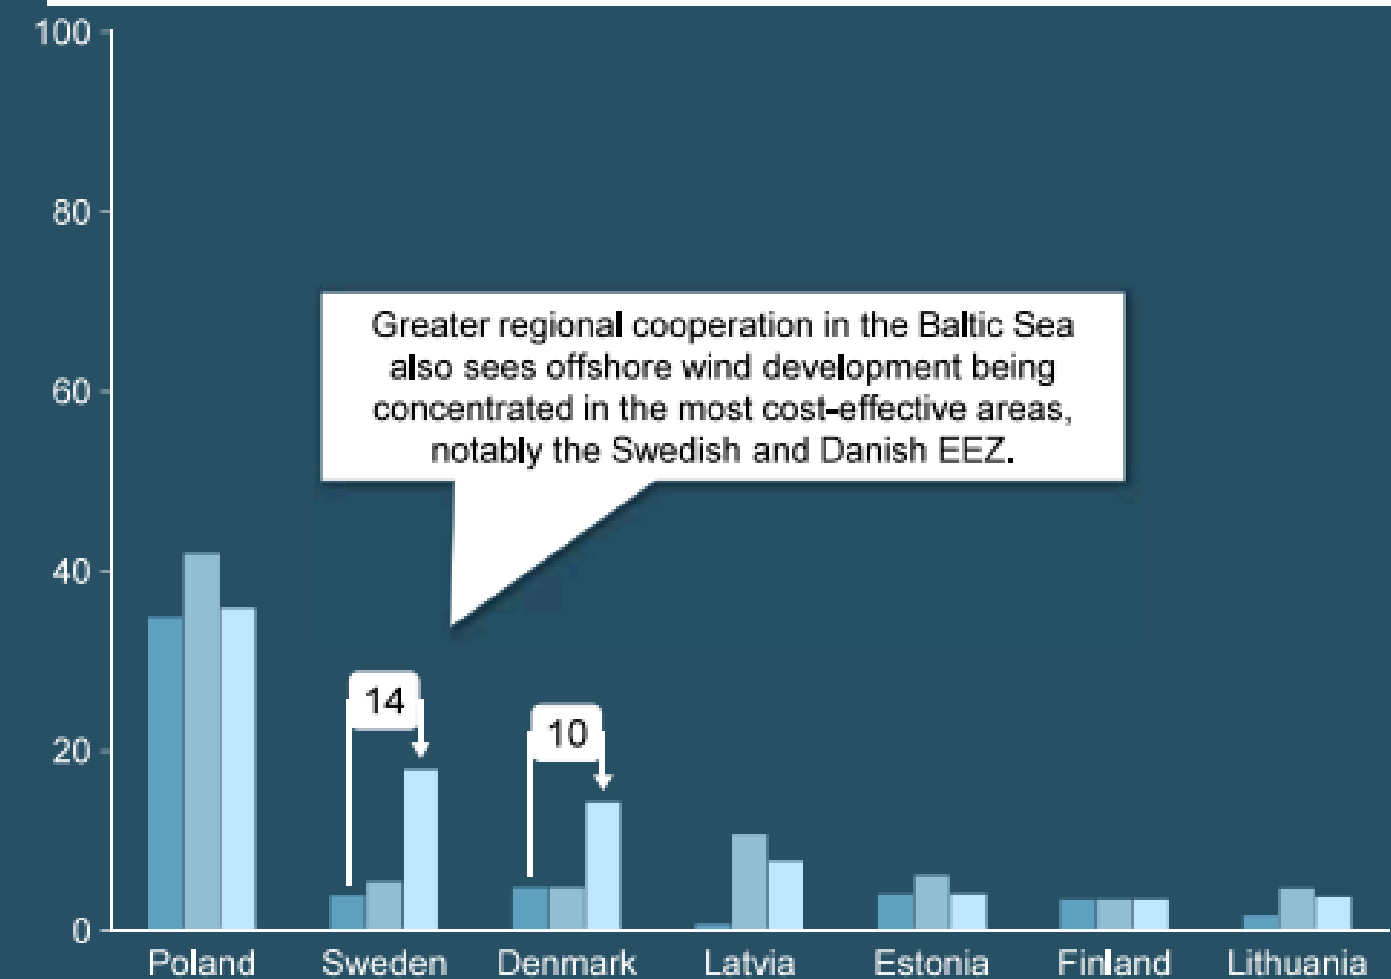 100
80
Greater regional cooperation in the Baltic Sea
also sees offshore wind development being
60
concentrated in the most cost-effective areas,
notably the Swedish and Danish EEZ.
40
14
10
20
0
Poland Sweden Denmark Latvia Estonia Finland Lithuania